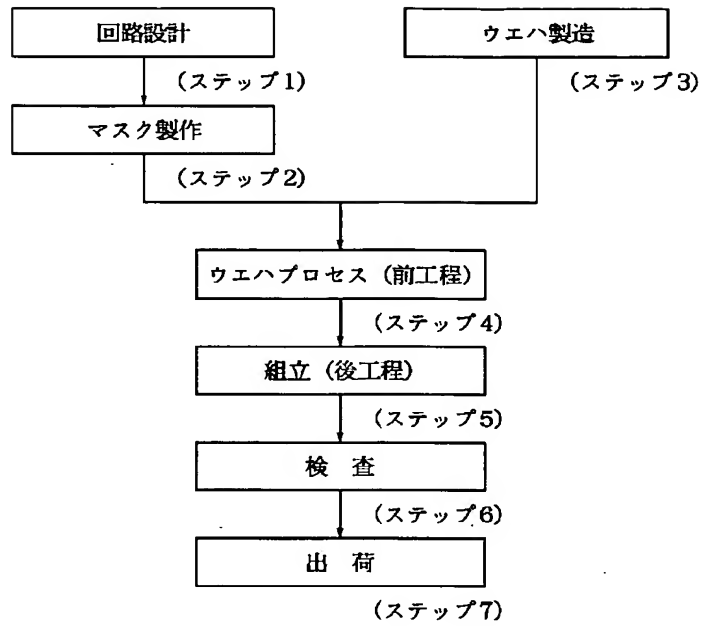 回路設計
ウエハ製造
(ステップ1)
(ステップ3)
マスク製作
(ステップ2)
ウエハプロセス (前工程)
(ステップ4)
組立 (後工程)
(ステップ5)
検 査
(ステップ6)
出 荷
(ステップ7)